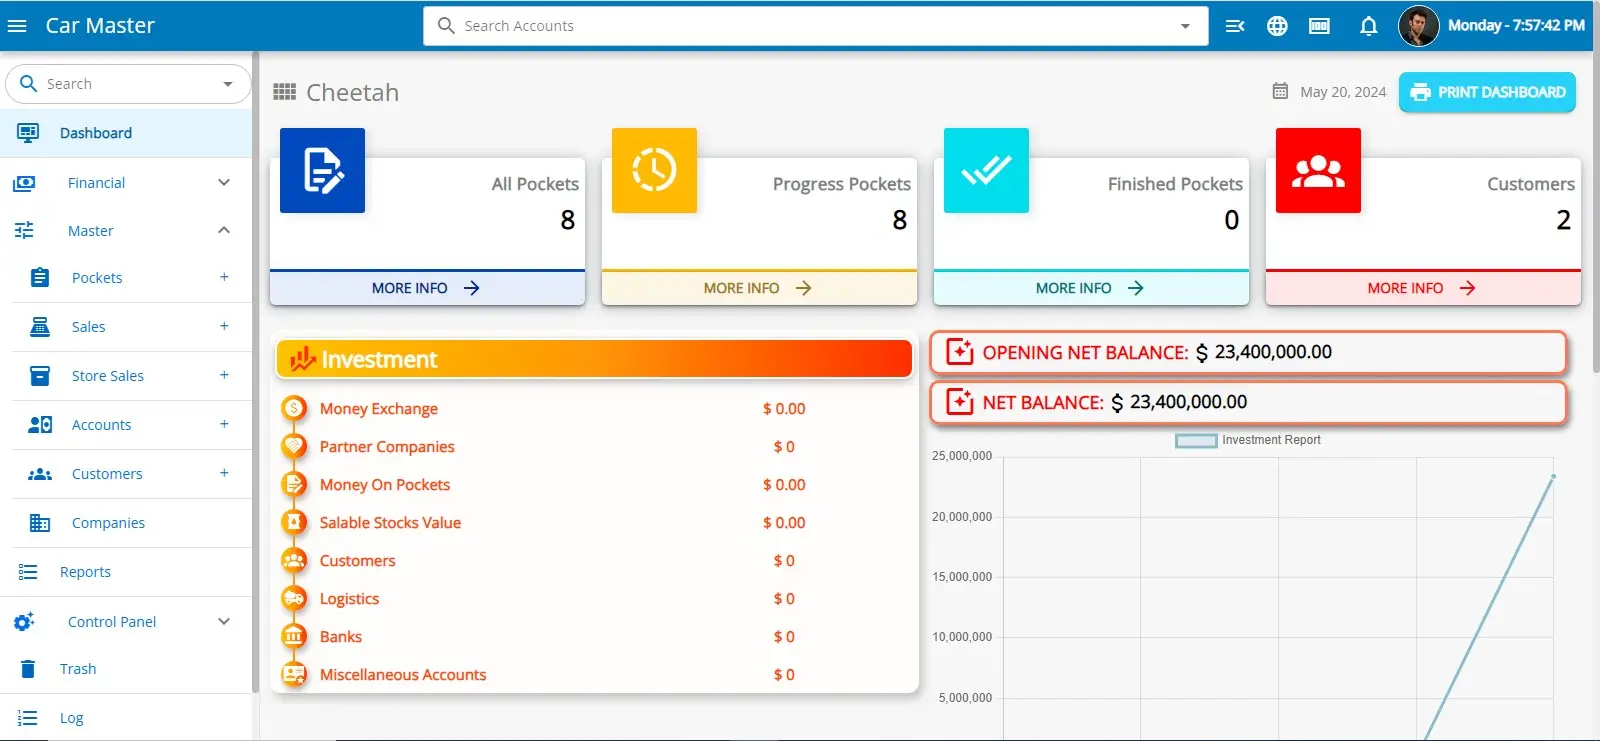 Car Master
Search Accounts
100
Monday - 7:57:42 PM
Search
Dashboard
Financial
Master
Pockets +
Sales +
Store Sales +
Accounts +
Customers +
Companies
Reports
Control Panel
Trash
Log
Cheetah
May 20, 2024
PRINT DASHBOARD
All Pockets
8
MORE INFO →
Progress Pockets
8
MORE INFO →
Finished Pockets
0
MORE INFO →
Customers
2
MORE INFO →
Investment
Money Exchange $ 0.00
Partner Companies $ 0
Money On Pockets $ 0.00
Salable Stocks Value $ 0.00
Customers $ 0
Logistics $ 0
Banks $ 0
Miscellaneous Accounts $ 0
OPENING NET BALANCE: $ 23,400,000.00
NET BALANCE: $ 23,400,000.00
Investment Report
25,000,000
20,000,000
15,000,000
10,000,000
5,000,000